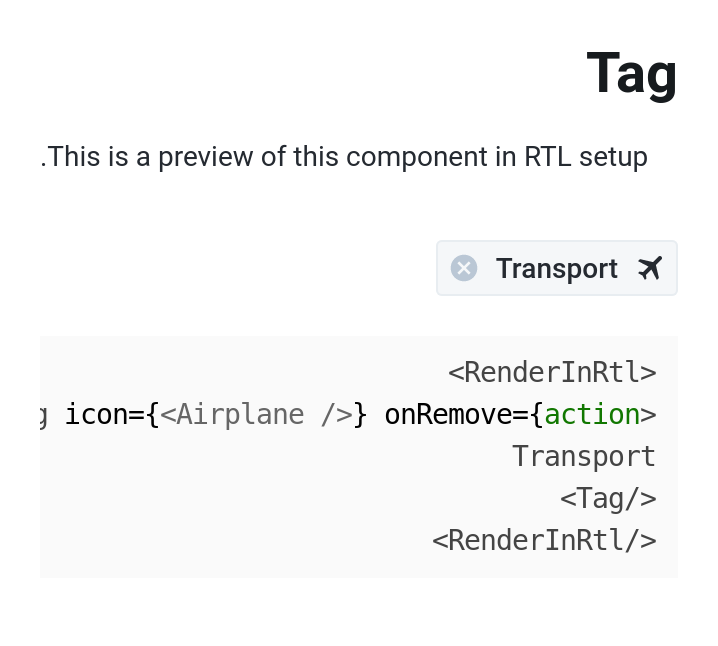 Tag
.This is a preview of this component in RTL setup
Transport
<RenderInRtl>
g icon={<Airplane />} onRemove={action>
Transport
<Tag/>
<RenderInRtl/>